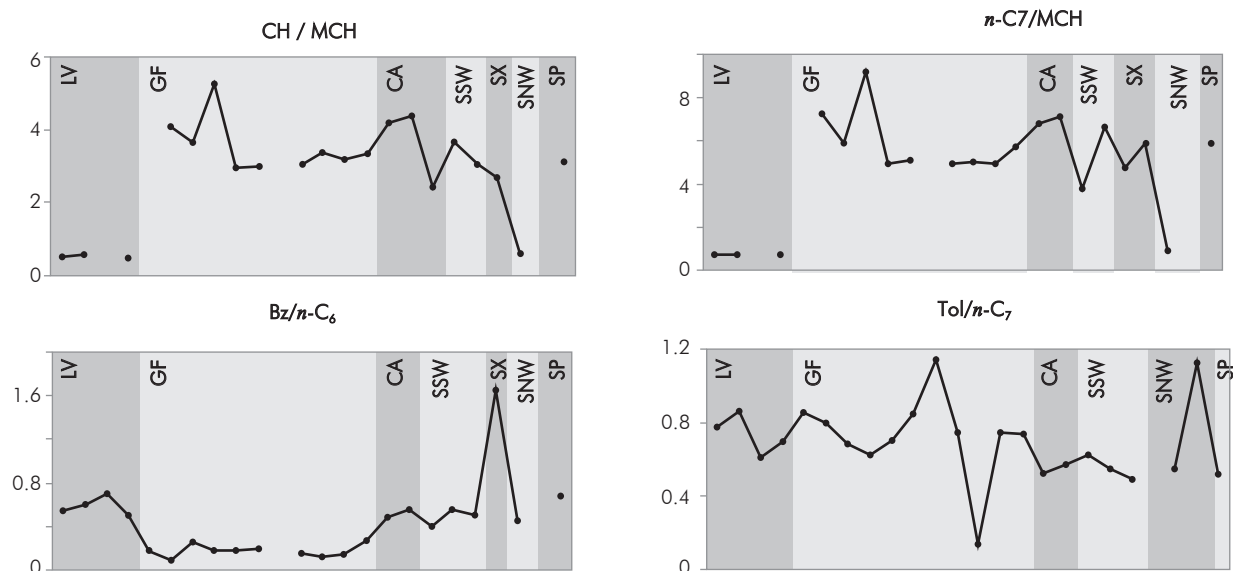 CH / MCH
6
4
2
0
LV
GF
CA
SSW
SX
SNW
SP
n-C7/MCH
8
4
0
LV
GF
CA
SSW
SX
SNW
SP
Bz/n-C₆
1.6
0.8
0
LV
GF
CA
SSW
SX
SNW
SP
Tol/n-C₇
1.2
0.8
0.4
0
LV
GF
CA
SSW
SNW
SP